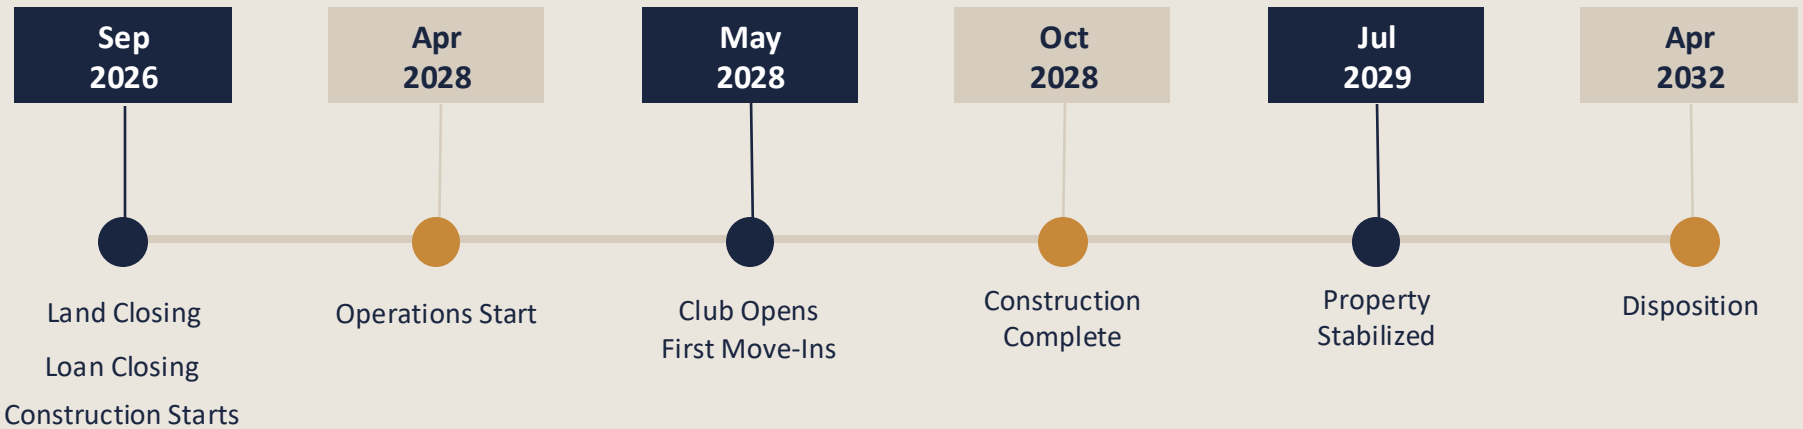 Sep
2026
Apr
2028
May
2028
Oct
2028
Jul
2029
Apr
2032
Land Closing
Loan Closing
Construction Starts
Operations Start
Club Opens
First Move-Ins
Construction
Complete
Property
Stabilized
Disposition